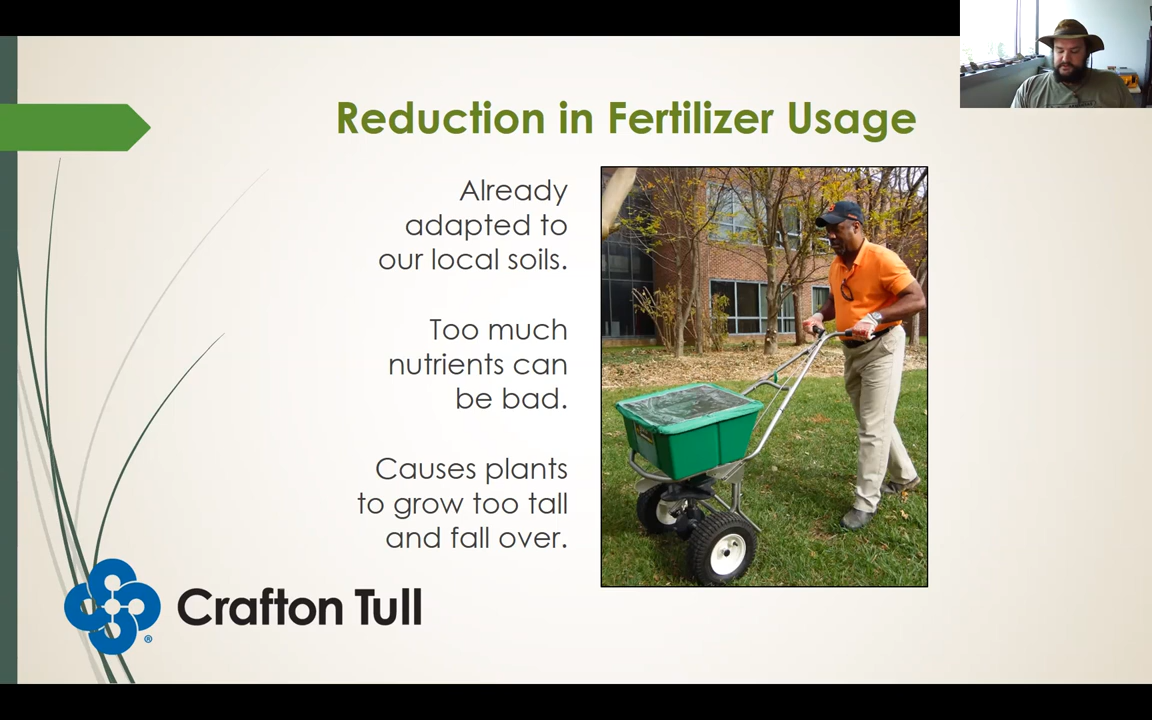 Reduction in Fertilizer Usage
Already
adapted to
our local soils.
Too much
nutrients can
be bad.
Causes plants
to grow too tall
and fall over.
Crafton Tull
®